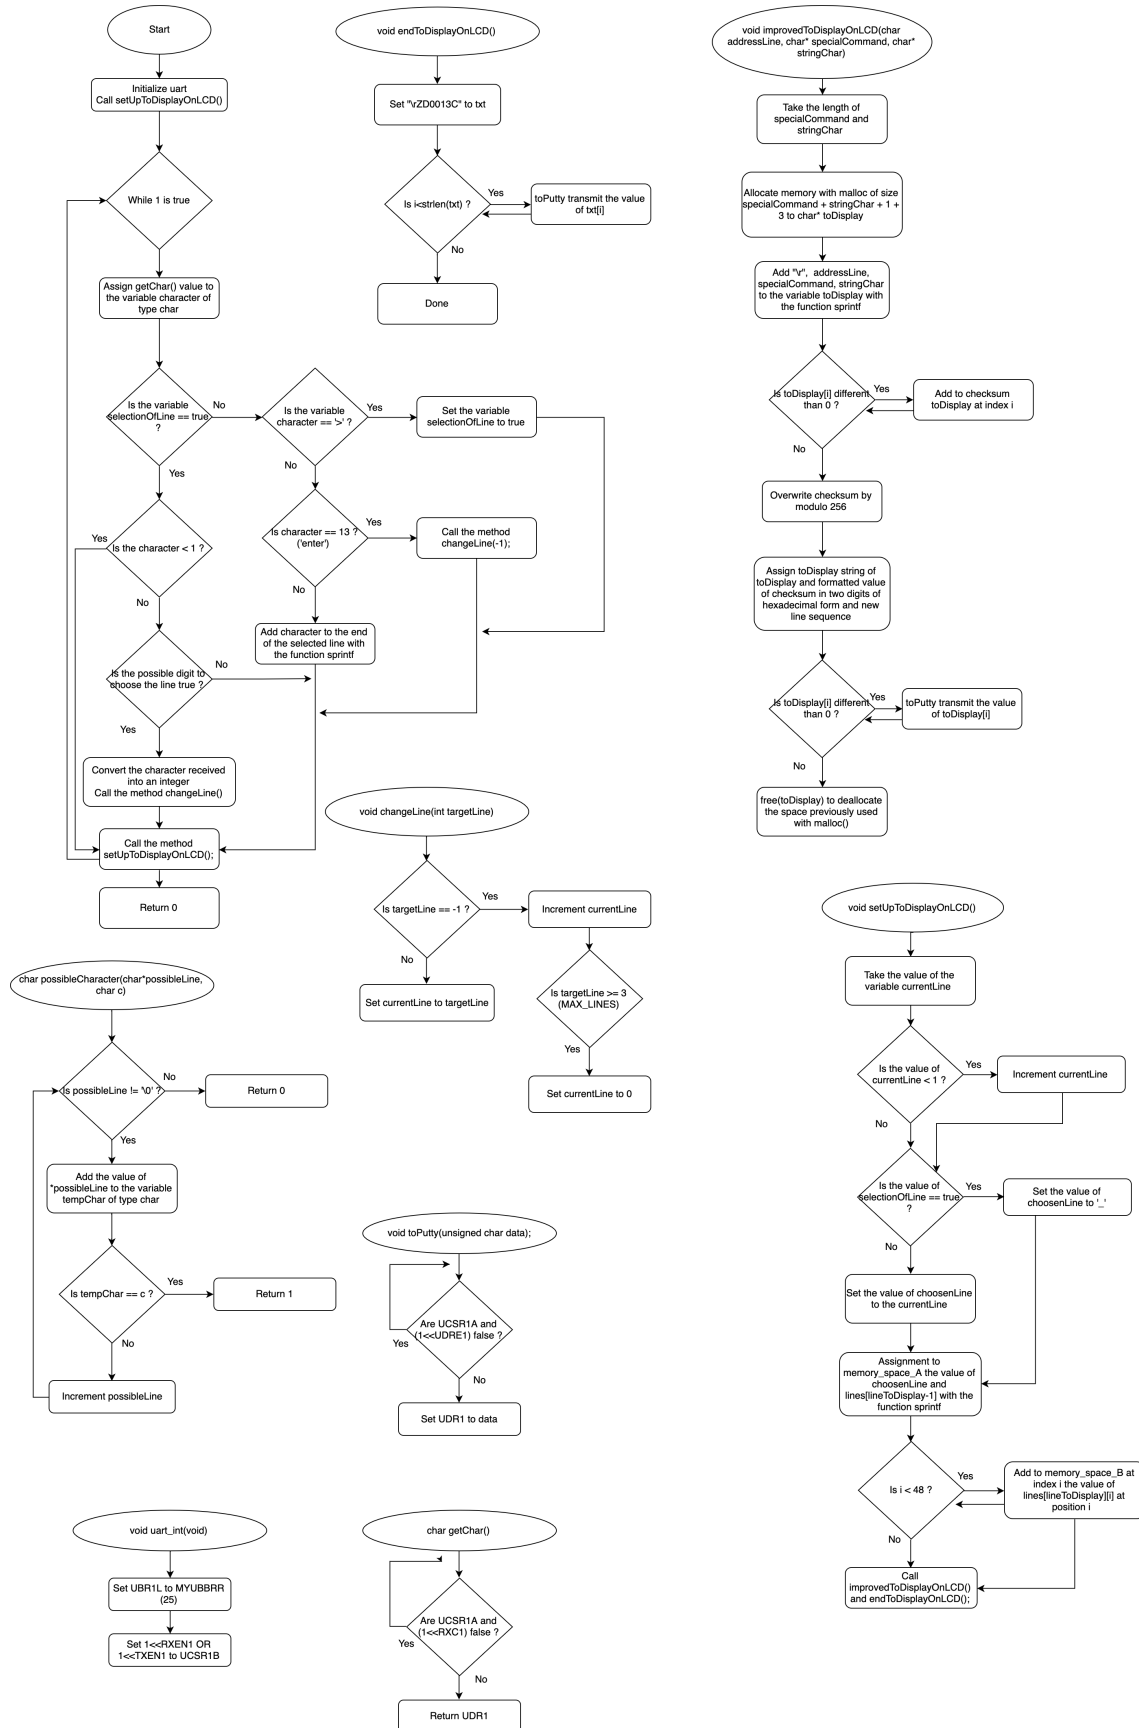 Start
Initialize uart
Call setUpToDisplayOnLCD()
While 1 is true
Assign getChar() value to
the variable character of
type char
Is the variable
selectionOfLine == true
?
No
Is the variable
character == '>' ?
Yes
Set the variable
selectionOfLine to true
Yes
No
Is the character < 1 ?
Yes
Is character == 13 ?
('enter')
Yes
Call the method
changeLine(-1);
No
No
Add character to the end
of the selected line with
the function sprintf
Is the possible digit to
choose the line true ?
No
Yes
Convert the character received
into an integer
Call the method changeLine()
Call the method
setUpToDisplayOnLCD();
Return 0
void endToDisplayOnLCD()
Set "\rZD0013C" to txt
Is i<strlen(txt) ?
Yes
toPutty transmit the value
of txt[i]
No
Done
void improvedToDisplayOnLCD(char
addressLine, char* specialCommand, char*
stringChar)
Take the length of
specialCommand and
stringChar
Allocate memory with malloc of size
specialCommand + stringChar + 1 +
3 to char* toDisplay
Add "\r", addressLine,
specialCommand, stringChar
to the variable toDisplay with
the function sprintf
Is toDisplay[i] different
than 0 ?
Yes
Add to checksum
toDisplay at index i
No
Overwrite checksum by
modulo 256
Assign toDisplay string of
toDisplay and formatted value
of checksum in two digits of
hexadecimal form and new
line sequence
Is toDisplay[i] different
than 0 ?
Yes
toPutty transmit the value
of toDisplay[i]
No
free(toDisplay) to deallocate
the space previously used
with malloc()
void changeLine(int targetLine)
Is targetLine == -1 ?
Yes
Increment currentLine
No
Set currentLine to targetLine
Is targetLine >= 3
(MAX_LINES)
Yes
Set currentLine to 0
char possibleCharacter(char*possibleLine,
char c)
Is possibleLine != '\0' ?
No
Return 0
Yes
Add the value of
*possibleLine to the variable
tempChar of type char
Is tempChar == c ?
Yes
Return 1
No
Increment possibleLine
void toPutty(unsigned char data);
Are UCSR1A and
(1<<UDRE1) false ?
Yes
No
Set UDR1 to data
void setUpToDisplayOnLCD()
Take the value of the
variable currentLine
Is the value of
currentLine < 1 ?
Yes
Increment currentLine
No
Is the value of
selectionOfLine == true
?
Yes
Set the value of
choosenLine to '_'
No
Set the value of choosenLine
to the currentLine
Assignment to
memory_space_A the value of
choosenLine and
lines[lineToDisplay-1] with the
function sprintf
Is i < 48 ?
Yes
Add to memory_space_B at
index i the value of
lines[lineToDisplay][i] at
position i
No
Call
improvedToDisplayOnLCD()
and endToDisplayOnLCD();
void uart_int(void)
Set UBR1L to MYUBBRR
(25)
Set 1<<RXEN1 OR
1<<TXEN1 to UCSR1B
char getChar()
Are UCSR1A and
(1<<RXC1) false ?
Yes
No
Return UDR1